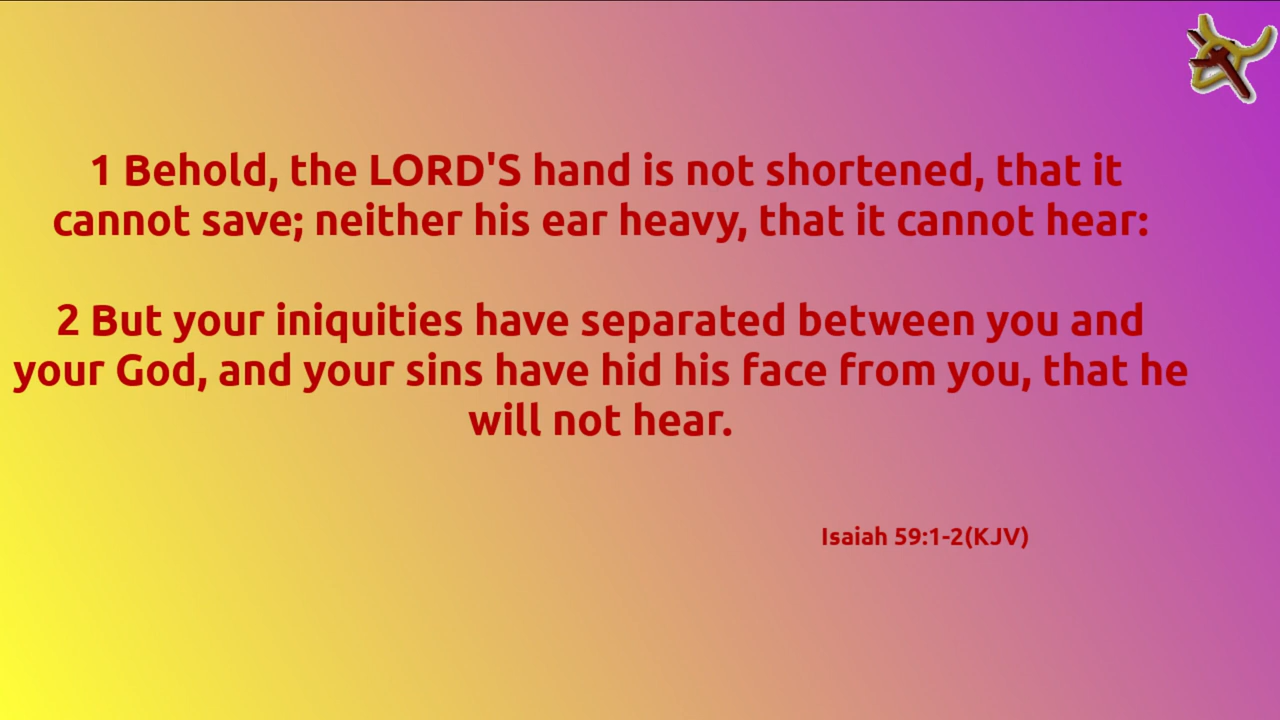 1 Behold, the LORD'S hand is not shortened, that it
cannot save; neither his ear heavy, that it cannot hear:
2 But your iniquities have separated between you and
your God, and your sins have hid his face from you, that he
will not hear.
Isaiah 59:1-2(KJV)